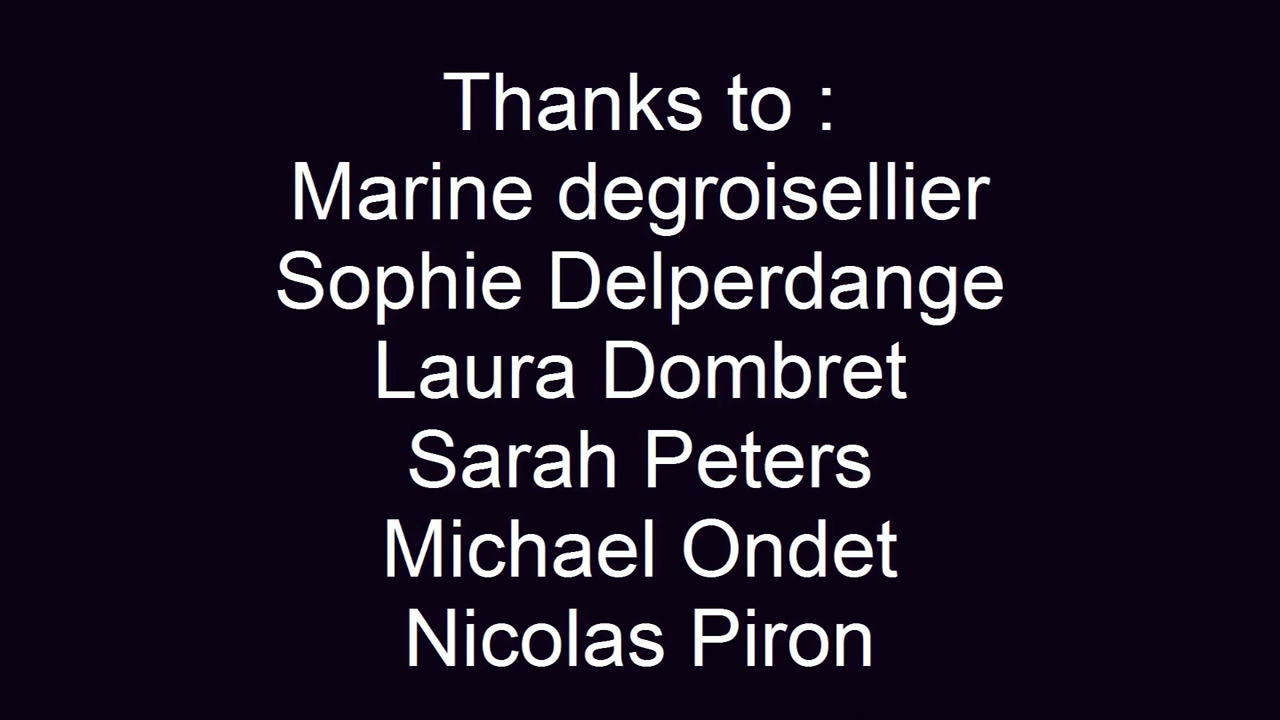 Thanks to :
Marine degroisellier
Sophie Delperdange
Laura Dombret
Sarah Peters
Michael Ondet
Nicolas Piron